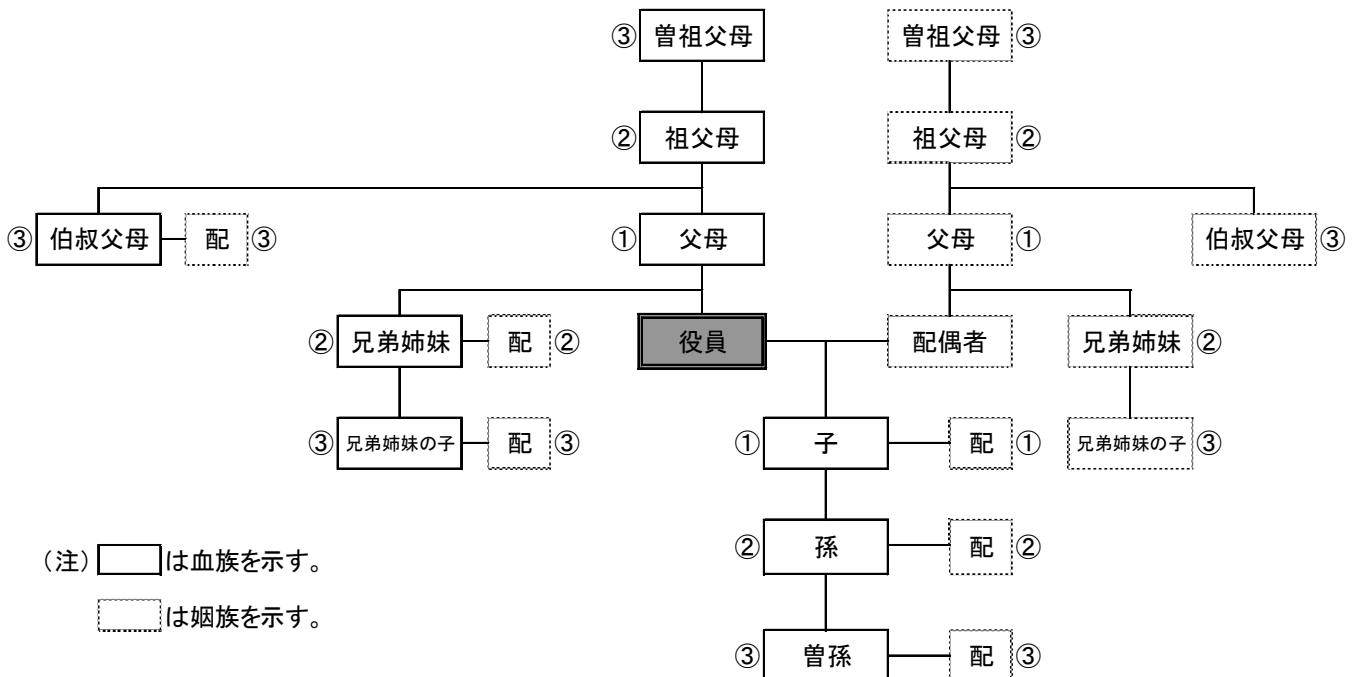 ③ 曽祖父母 曽祖父母 ③
② 祖父母 祖父母 ②
③ 伯叔父母 配 ③ ① 父母 父母 ① 伯叔父母 ③
② 兄弟姉妹 配 ② 役員 配偶者 兄弟姉妹 ②
③ 兄弟姉妹の子 配 ③ ① 子 配 ① 兄弟姉妹の子 ③
② 孫 配 ②
(注) は血族を示す。
は姻族を示す。
③ 曽孫 配 ③